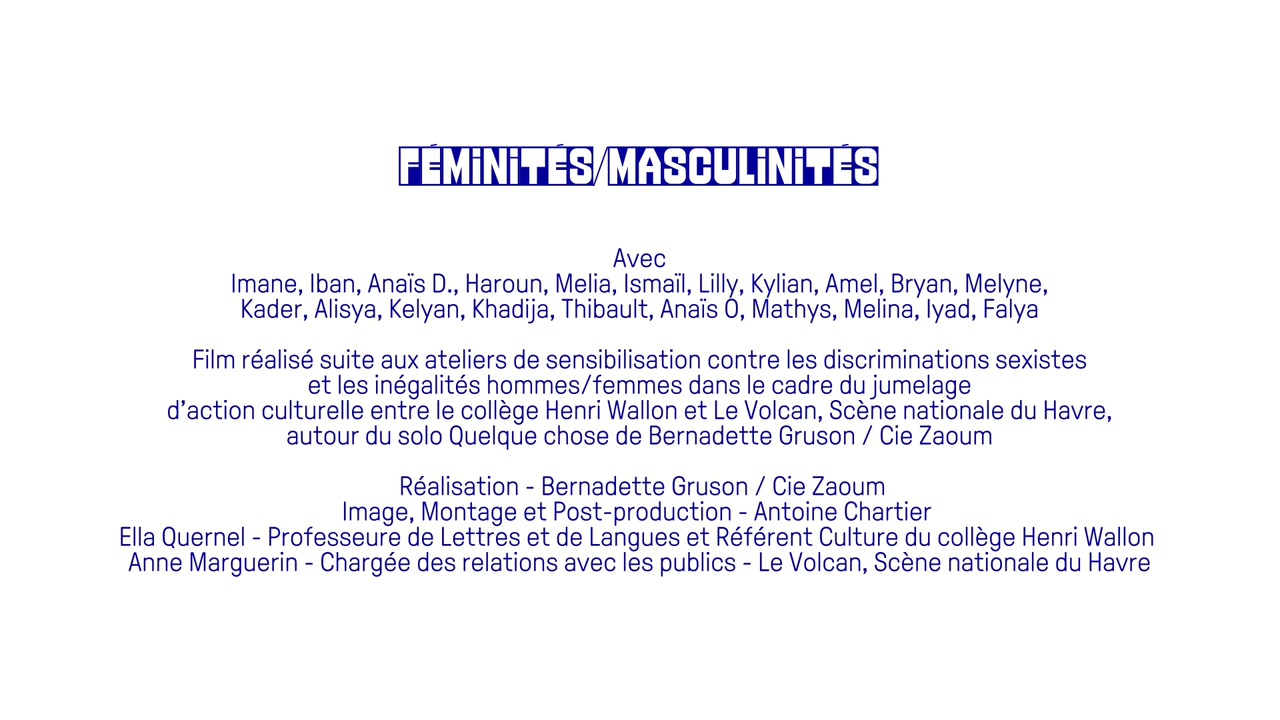 FÉMINITÉS/MASCULINITÉS
Avec
Imane, Iban, Anaïs D., Haroun, Melia, Ismaïl, Lilly, Kylian, Amel, Bryan, Melyne,
Kader, Alisya, Kelyan, Khadija, Thibault, Anaïs O, Mathys, Melina, Iyad, Falya
Film réalisé suite aux ateliers de sensibilisation contre les discriminations sexistes
et les inégalités hommes/femmes dans le cadre du jumelage
d’action culturelle entre le collège Henri Wallon et Le Volcan, Scène nationale du Havre,
autour du solo Quelque chose de Bernadette Gruson / Cie Zaoum
Réalisation - Bernadette Gruson / Cie Zaoum
Image, Montage et Post-production - Antoine Chartier
Ella Quernel - Professeure de Lettres et de Langues et Référent Culture du collège Henri Wallon
Anne Marguerin - Chargée des relations avec les publics - Le Volcan, Scène nationale du Havre